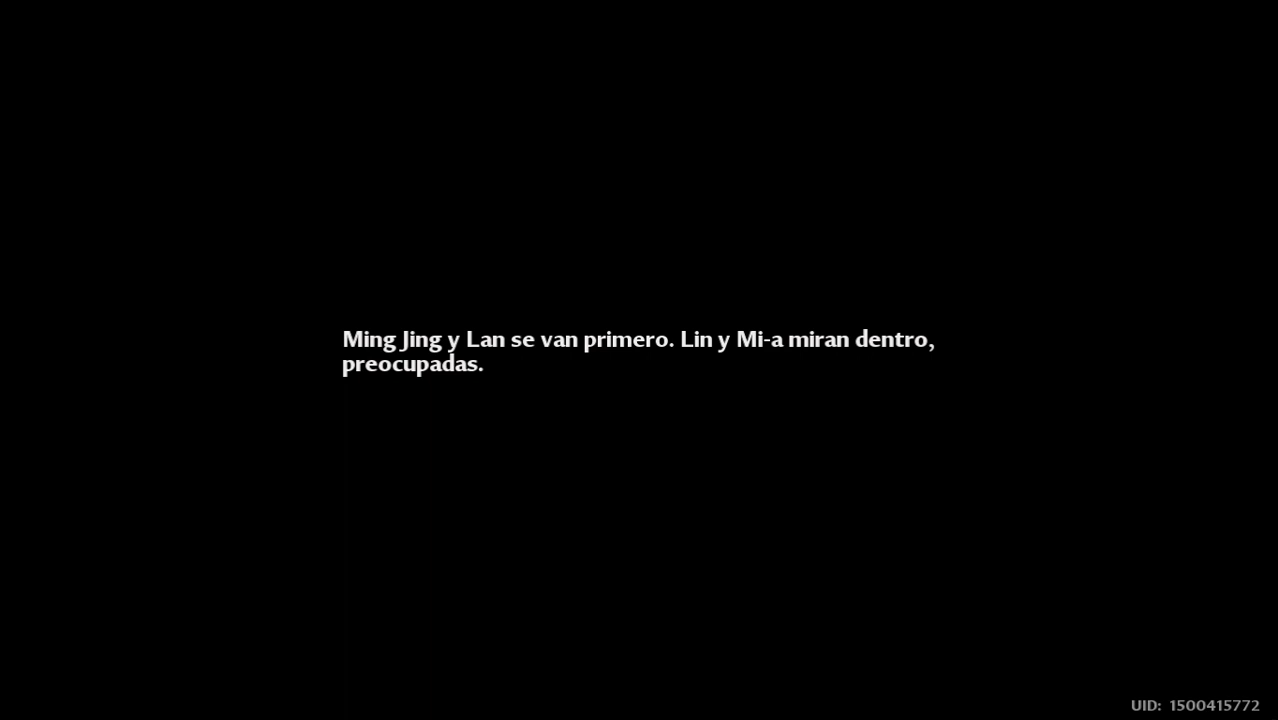 Ming Jing y Lan se van primero. Lin y Mi-a miran dentro,
preocupadas.
UID: 1500415772